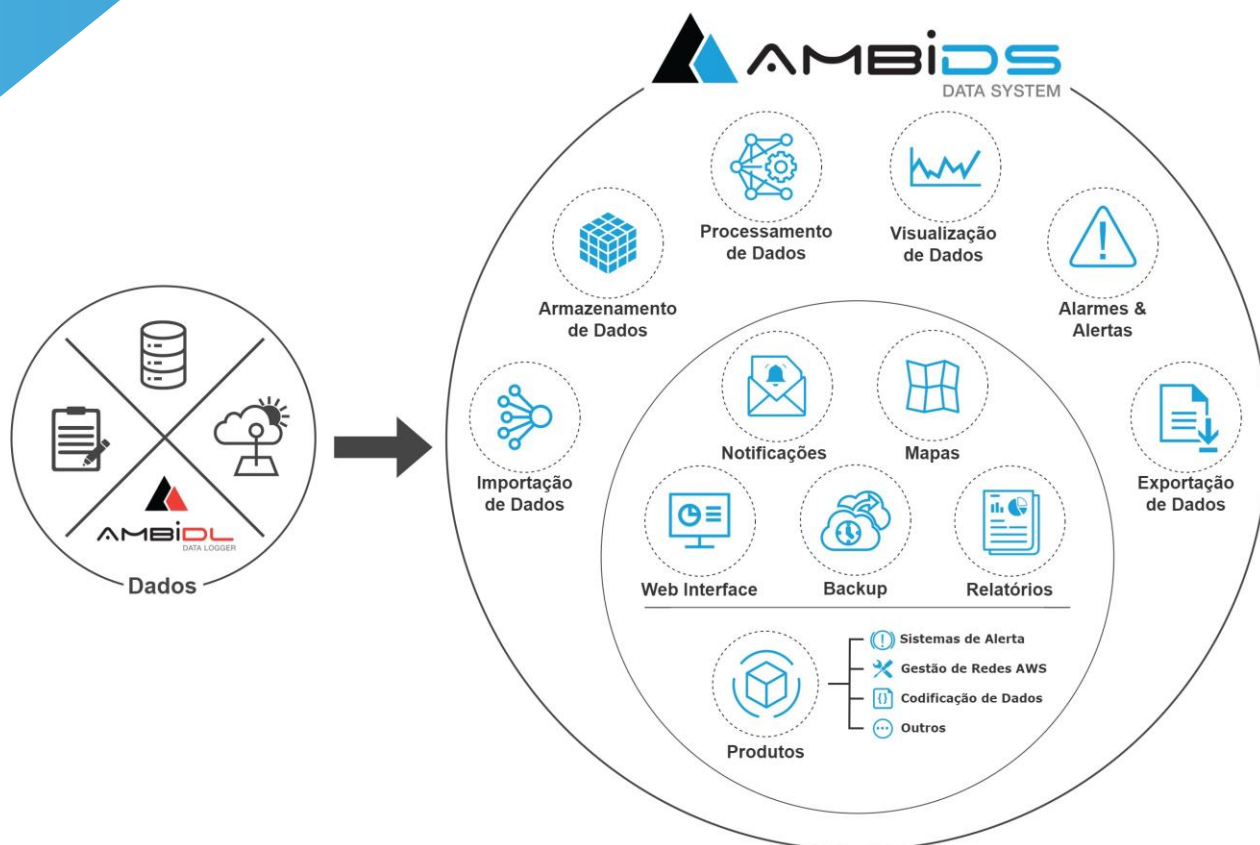 AMBiDS
DATA SYSTEM
Processamento
de Dados
Visualização
de Dados
Armazenamento
de Dados
Alarmes &
Alertas
Importação
de Dados
Exportação
de Dados
Notificações
Mapas
Web Interface
Backup
Relatórios
Produtos
Sistemas de Alerta
Gestão de Redes AWS
{}
Codificação de Dados
Outros
AMBiDL
DATA LOGGER
Dados